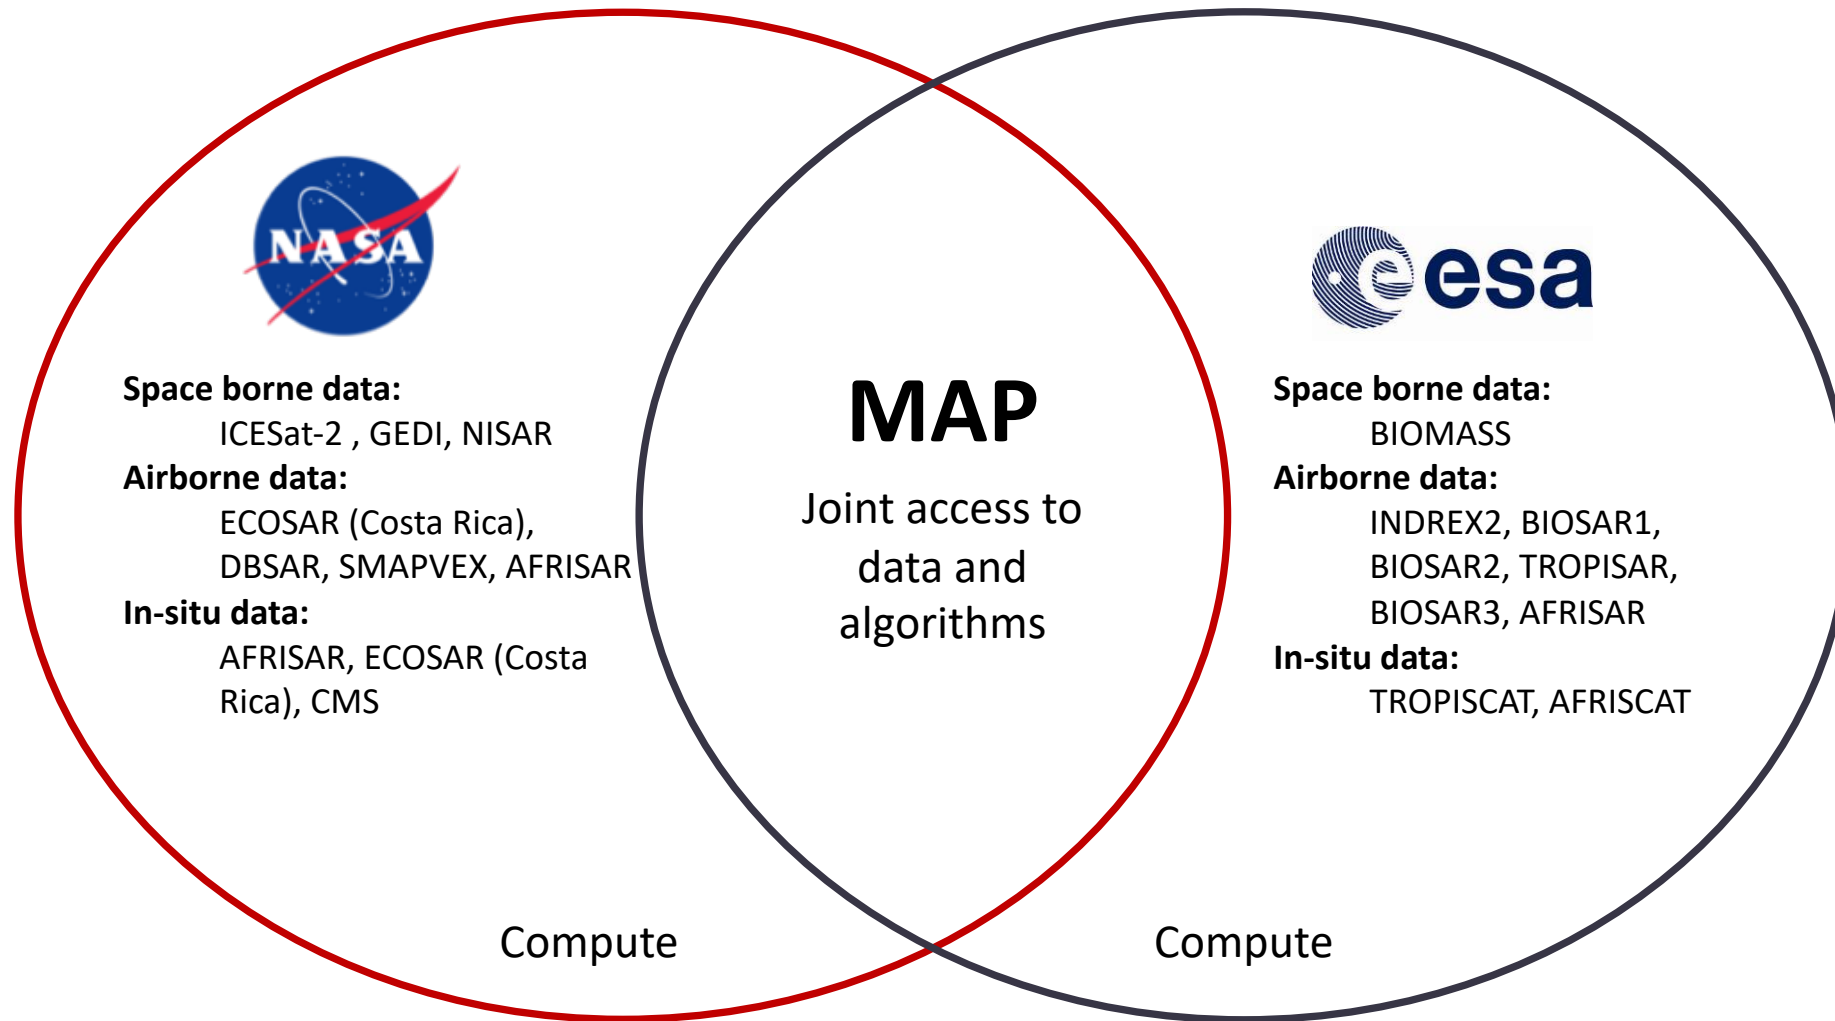 NASA
Space borne data:
ICESat-2 , GEDI, NISAR
Airborne data:
ECOSAR (Costa Rica),
DBSAR, SMAPVEX, AFRISAR
In-situ data:
AFRISAR, ECOSAR (Costa
Rica), CMS
Compute
MAP
Joint access to
data and
algorithms
esa
Space borne data:
BIOMASS
Airborne data:
INDREX2, BIOSAR1,
BIOSAR2, TROPISAR,
BIOSAR3, AFRISAR
In-situ data:
TROPISCAT, AFRISCAT
Compute